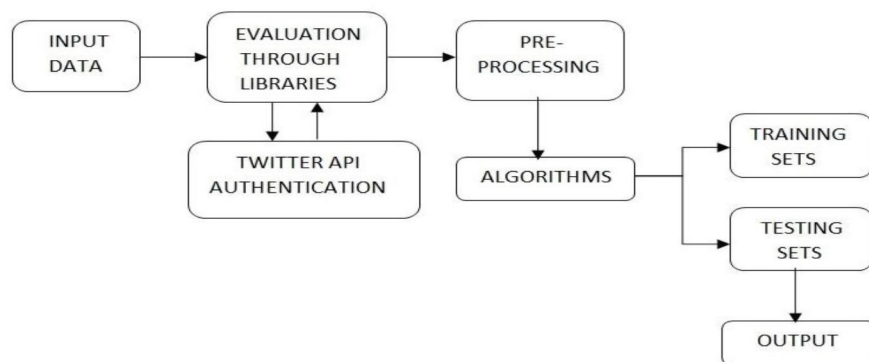 INPUT
DATA
EVALUATION
THROUGH
LIBRARIES
PRE-
PROCESSING
TWITTER API
AUTHENTICATION
ALGORITHMS
TRAINING
SETS
TESTING
SETS
OUTPUT